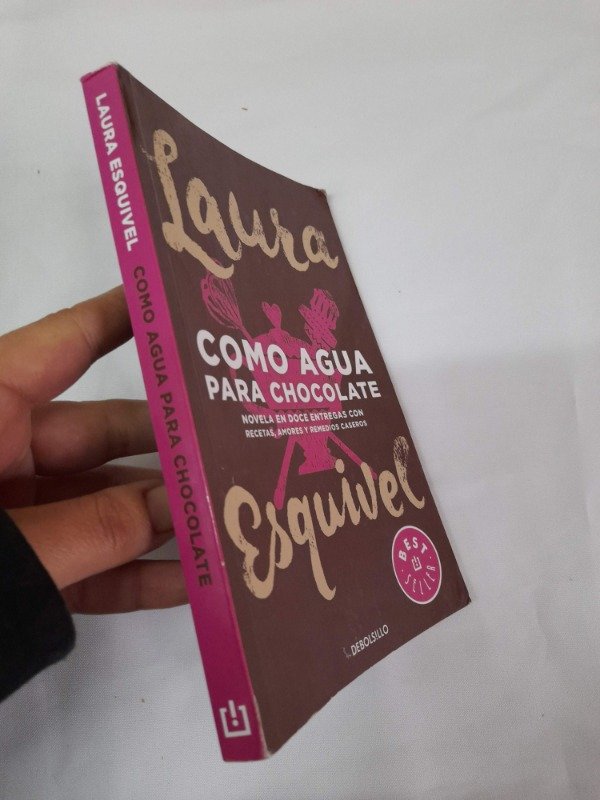 LAURA ESQUIVEL COMO AGUA PARA CHOCOLATE
Laura
COMO AGUA
PARA CHOCOLATE
NOVELA EN DOCE ENTREGAS CON
RECETAS, AMORES Y REMEDIOS CASEROS
Esquivel
BEST
SELLER
DEBOLSILLO